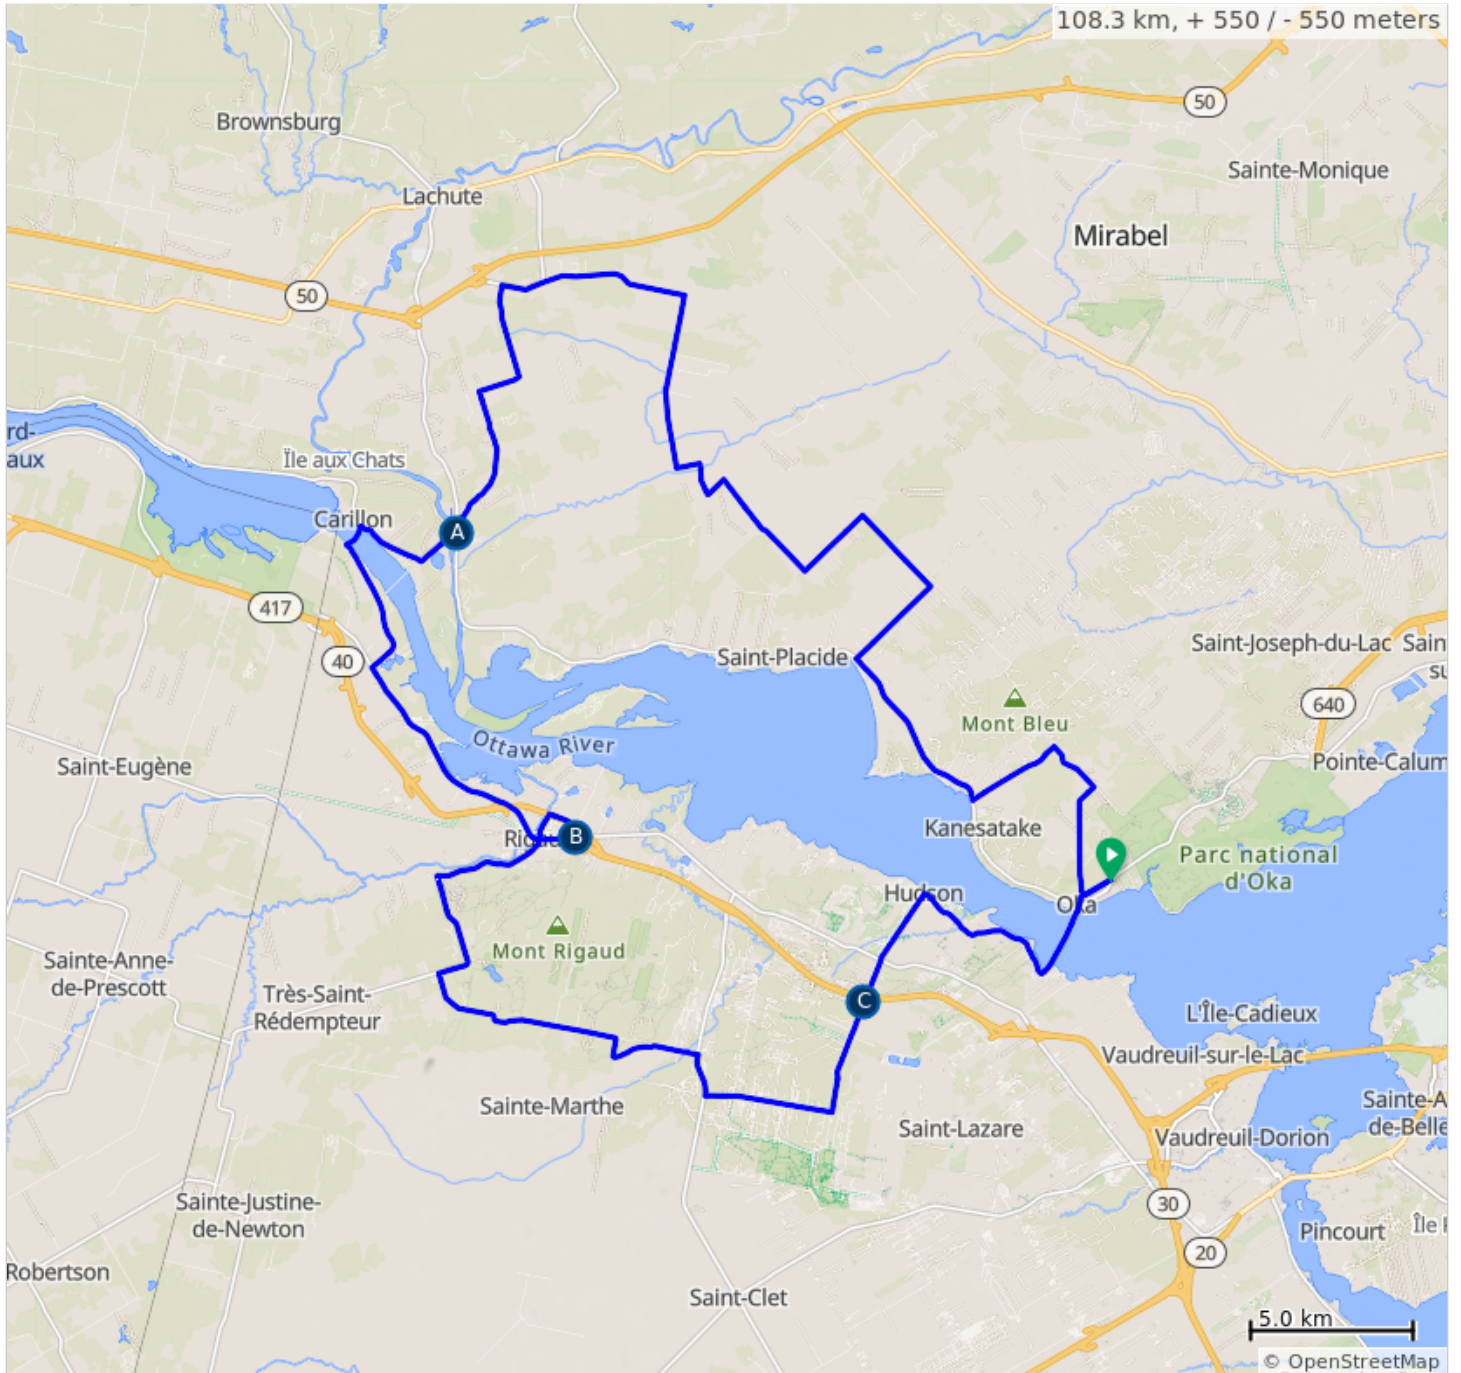 108.3 km, + 550 / - 550 meters
50
Brownsburg
Sainte-Monique
Lachute
Mirabel
50
rd-
aux
Île aux Chats
Carillon
A
417
Saint-Joseph-du-Lac
Sain
su
40
Saint-Placide
640
Mont Bleu
Ottawa River
Saint-Eugène
Pointe-Calum
Kanesatake
B
Parc national
d'Oka
Hudson
Oka
Mont Rigaud
Sainte-Anne-
de-Prescott
Très-Saint-
Rédempteur
C
L'Île-Cadieux
Vaudreuil-sur-le-Lac
Sainte-Marthe
Sainte-A
de-Belle
Saint-Lazare
Vaudreuil-Dorion
Sainte-Justine-
de-Newton
30
Pincourt
Île
20
Robertson
Saint-Clet
5.0 km
© OpenStreetMap